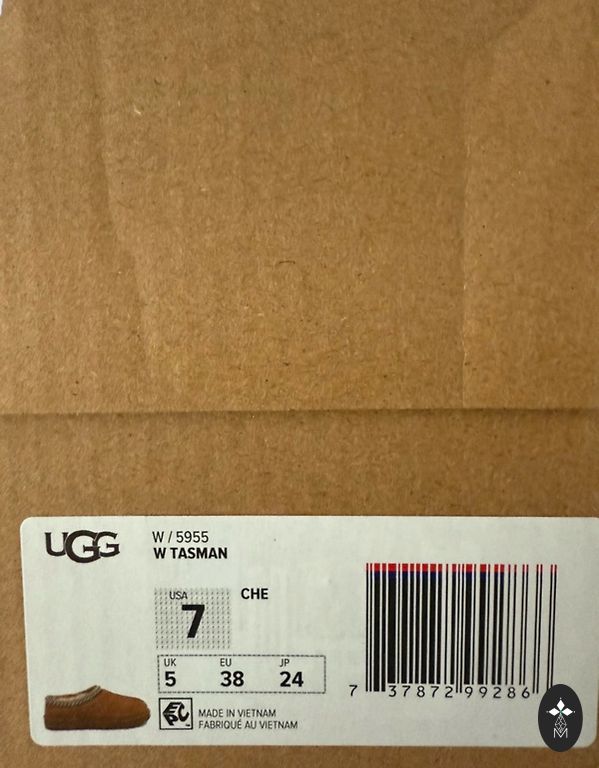 UGG
W / 5955
W TASMAN
USA
7
CHE
UK EU JP
5 38 24
MADE IN VIETNAM
FABRIQUÉ AU VIETNAM
7 37872 99286
M